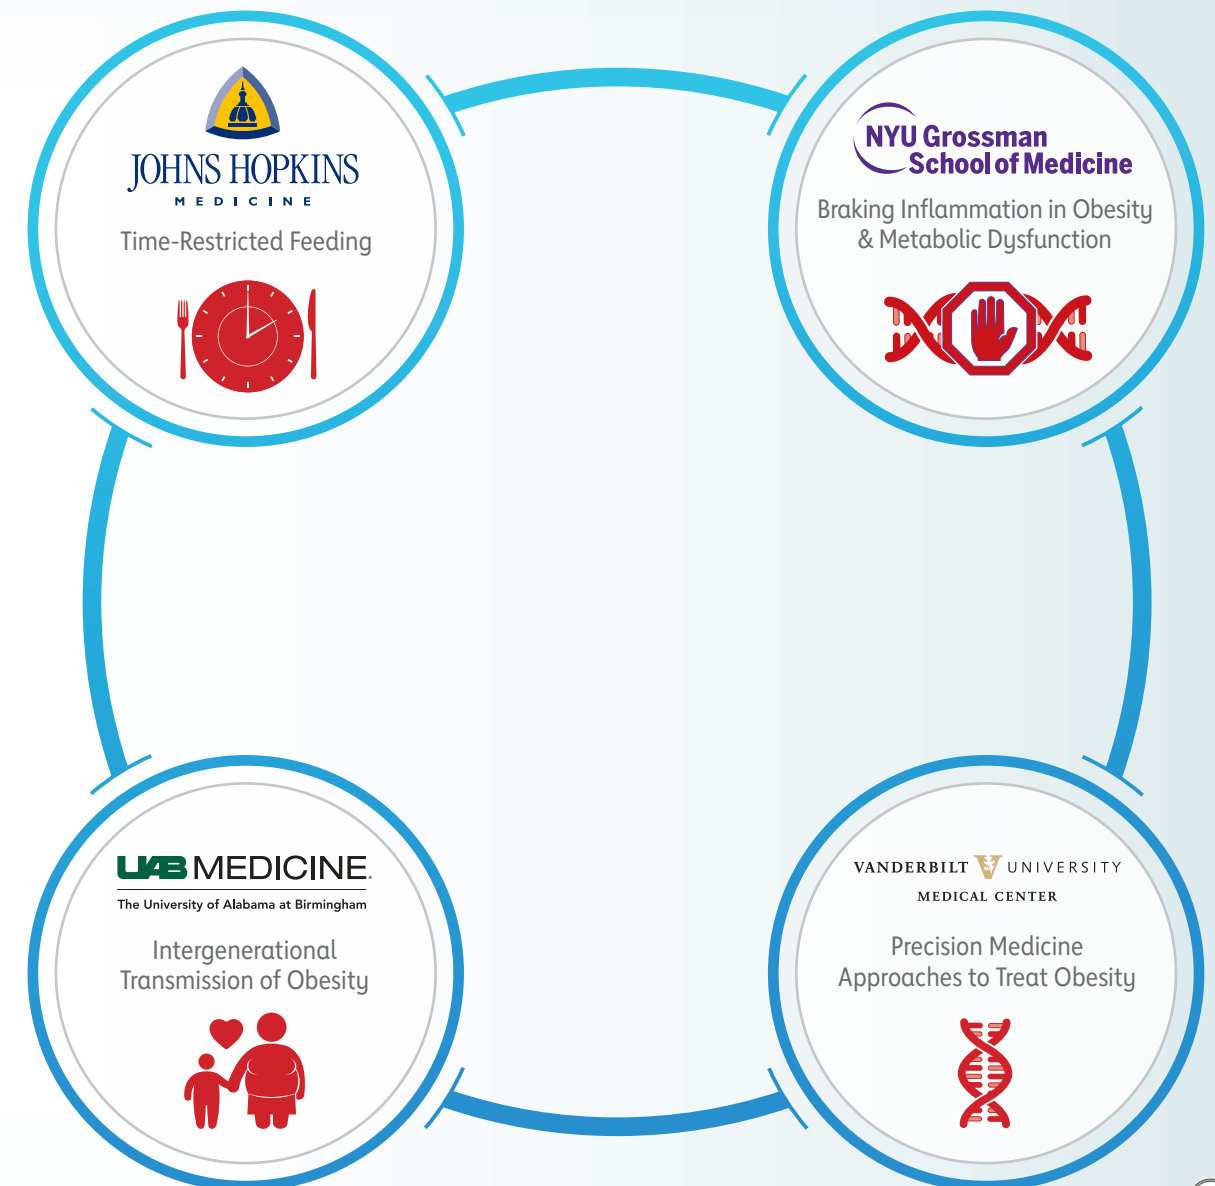 JOHNS HOPKINS
MEDICINE
Time-Restricted Feeding
NYU Grossman
School of Medicine
Braking Inflammation in Obesity
& Metabolic Dysfunction
UAB MEDICINE.
The University of Alabama at Birmingham
Intergenerational
Transmission of Obesity
VANDERBILT V UNIVERSITY
MEDICAL CENTER
Precision Medicine
Approaches to Treat Obesity